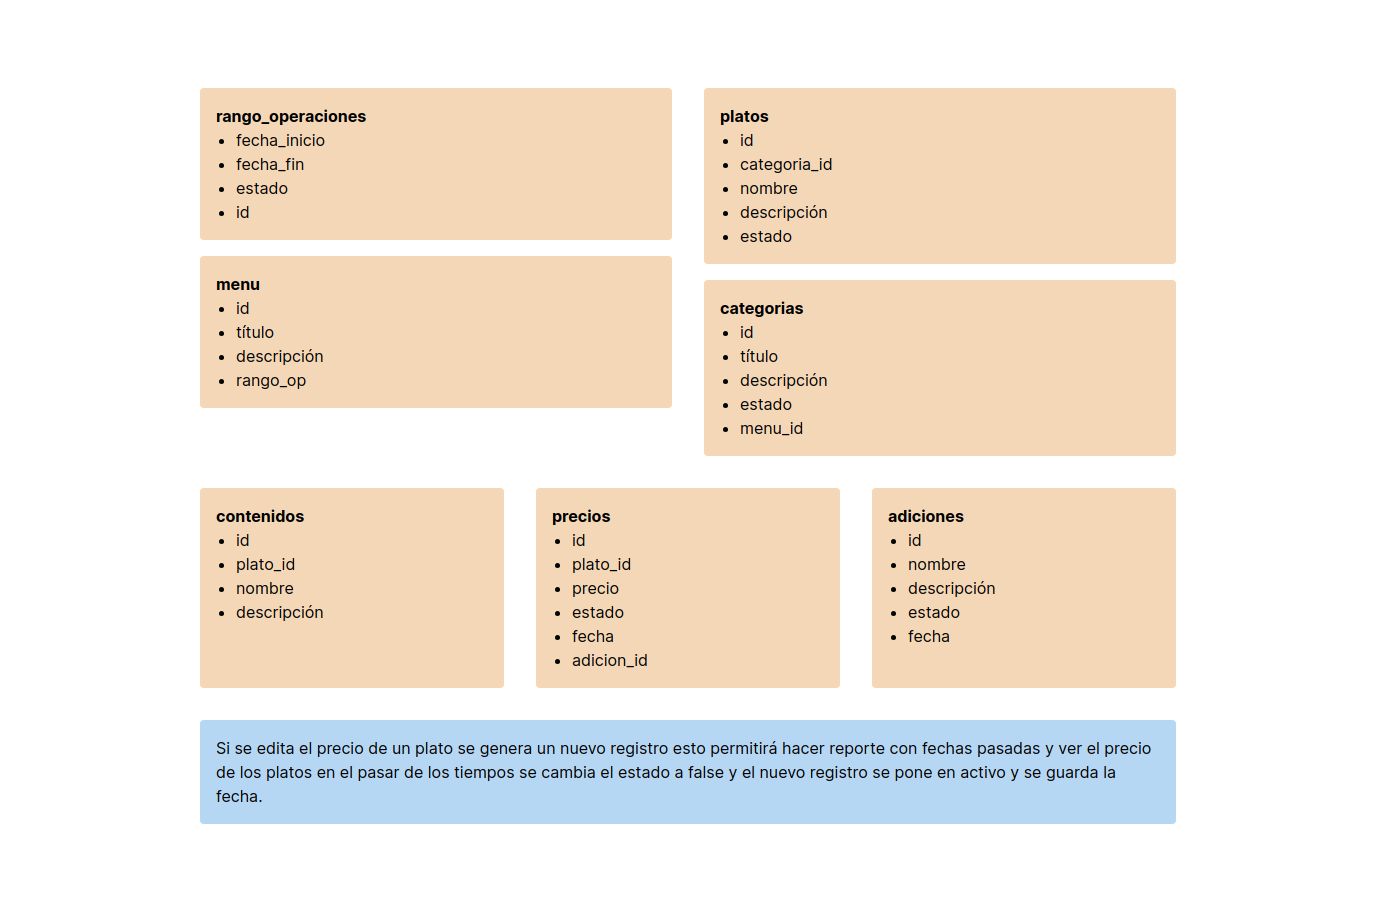 rango_operaciones
fecha_inicio
fecha_fin
estado
id
menu
id
título
descripción
rango_op
platos
id
categoria_id
nombre
descripción
estado
categorias
id
título
descripción
estado
menu_id
contenidos
id
plato_id
nombre
descripción
precios
id
plato_id
precio
estado
fecha
adicion_id
adiciones
id
nombre
descripción
estado
fecha
Si se edita el precio de un plato se genera un nuevo registro esto permitirá hacer reporte con fechas pasadas y ver el precio
de los platos en el pasar de los tiempos se cambia el estado a false y el nuevo registro se pone en activo y se guarda la
fecha.